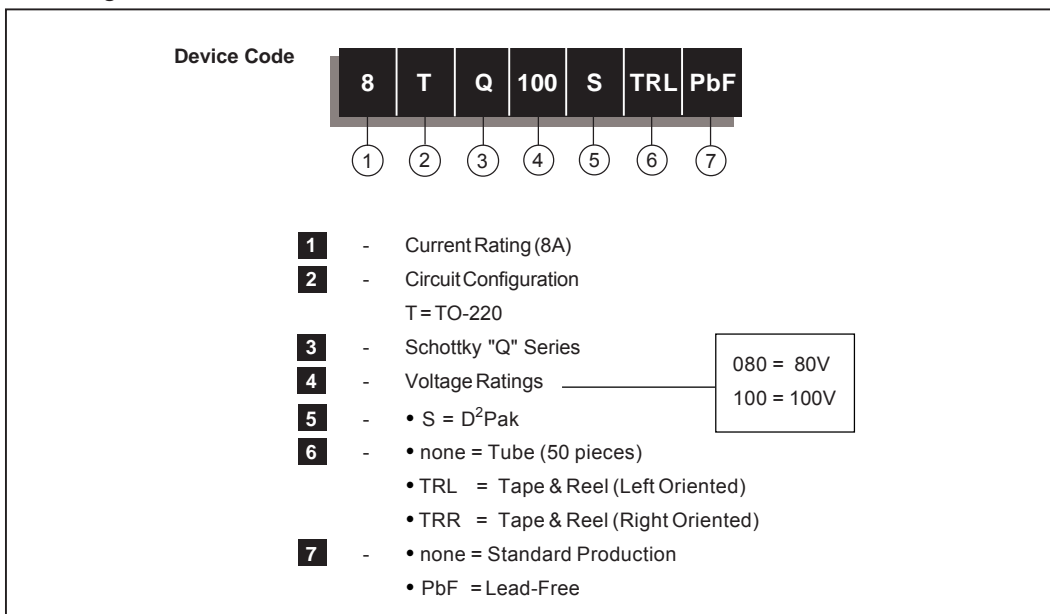 Device Code
8 T Q 100 S TRL PbF
1 2 3 4 5 6 7
1 - Current Rating (8A)
2 - Circuit Configuration
T = TO-220
3 - Schottky "Q" Series
4 - Voltage Ratings
080 = 80V
100 = 100V
5 - • S = D²Pak
6 - • none = Tube (50 pieces)
• TRL = Tape & Reel (Left Oriented)
• TRR = Tape & Reel (Right Oriented)
7 - • none = Standard Production
• PbF = Lead-Free